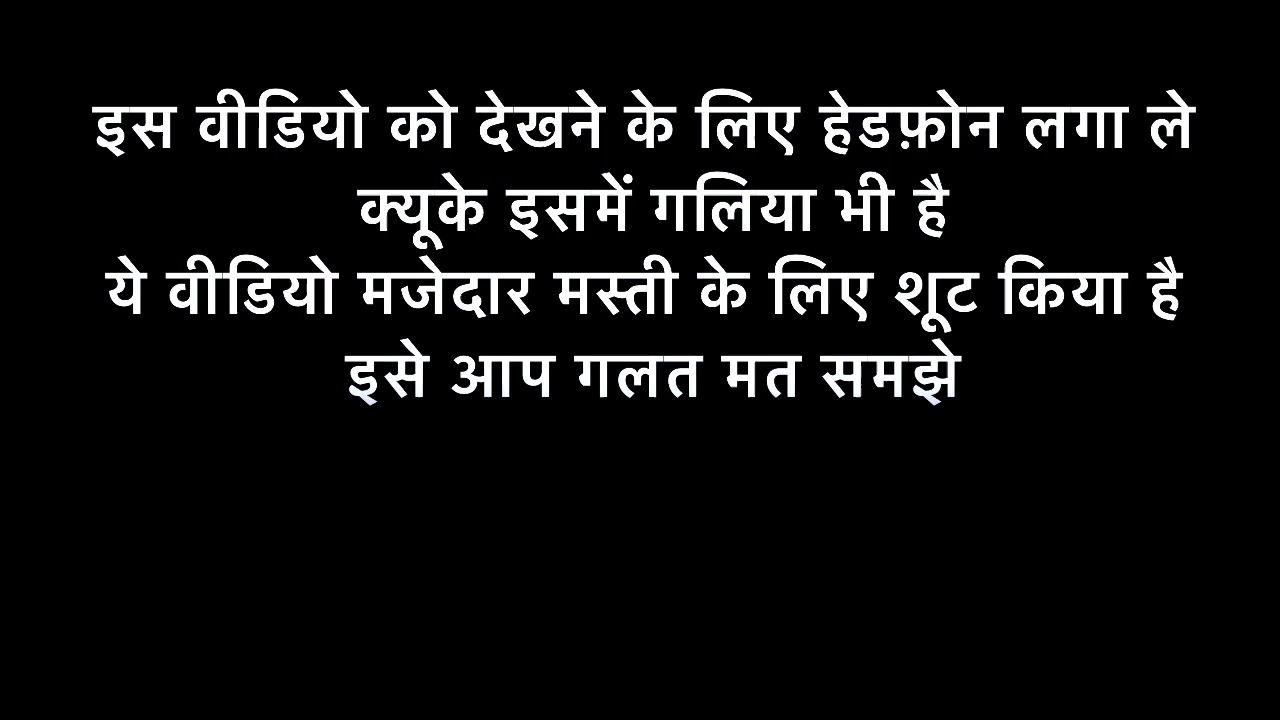 इस वीडियो को देखने के लिए हेडफ़ोन लगा ले
क्यूके इसमें गलिया भी है
ये वीडियो मजेदार मस्ती के लिए शूट किया है
इसे आप गलत मत समझे